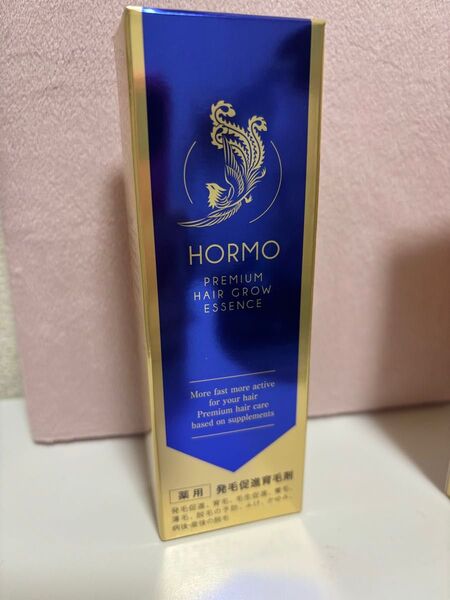 HORMO
PREMIUM
HAIR GROW
ESSENCE
More fast more active
for your hair
Premium hair care
based on supplements
薬用 発毛促進育毛剤
発毛促進、育毛、毛生促進、養毛、
薄毛、脱毛の予防、ふけ、かゆみ、
病後・産後の脱毛